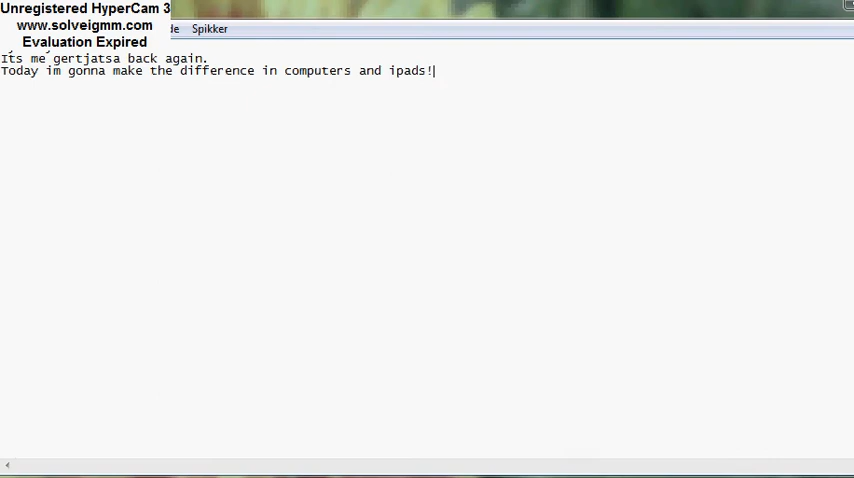 Unregistered HyperCam 3
www.solveigmm.com
Evaluation Expired
de Spikker
Its me gertjatsa back again.
Today im gonna make the difference in computers and ipads!